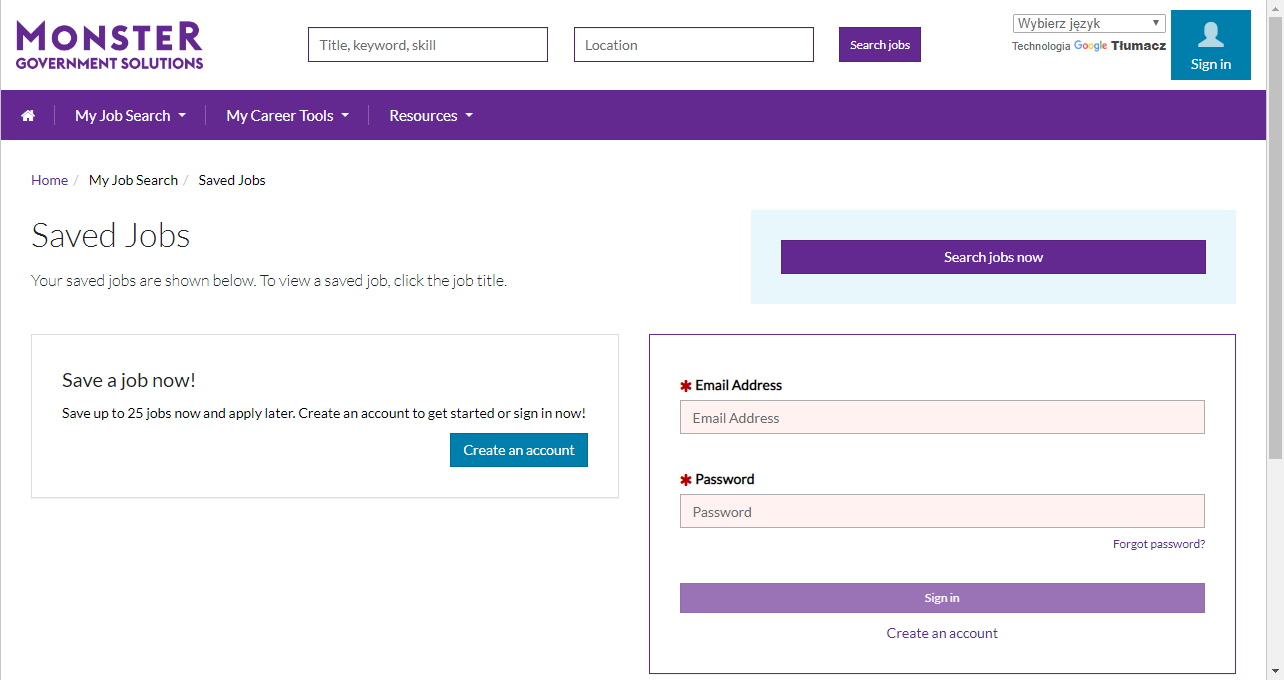 MONSTER
GOVERNMENT SOLUTIONS
Title, keyword, skill
Location
Search jobs
Wybierz język
Technologia Google Tłumacz
Sign in
My Job Search
My Career Tools
Resources
Home / My Job Search / Saved Jobs
Saved Jobs
Your saved jobs are shown below. To view a saved job, click the job title.
Search jobs now
Save a job now!
Save up to 25 jobs now and apply later. Create an account to get started or sign in now!
Create an account
✱ Email Address
Email Address
✱ Password
Password
Forgot password?
Sign in
Create an account